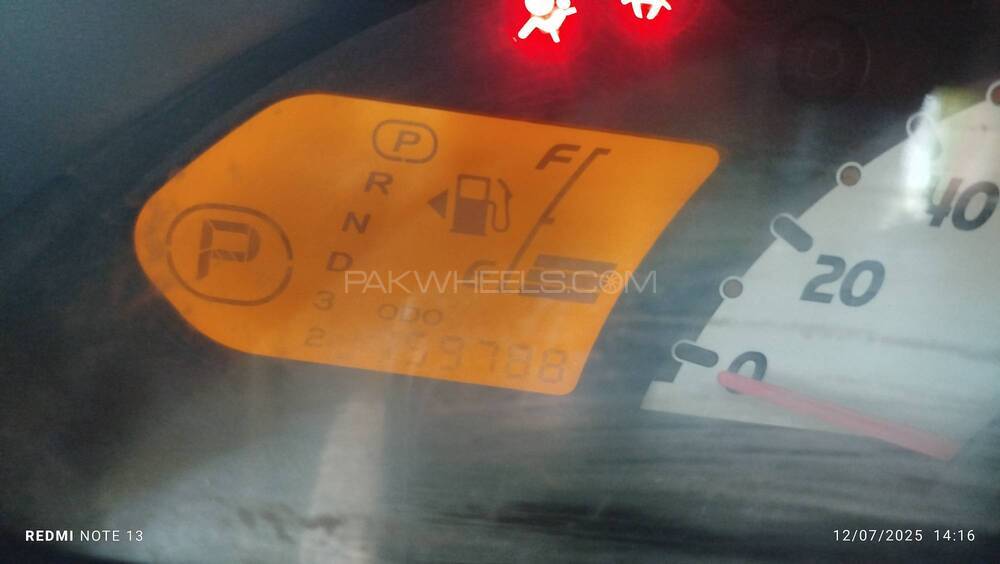 P
F
R
N
P
D
PAKWHEELS.COM
3
ODO
2
40
20
0
REDMI NOTE 13
12/07/2025 14:16